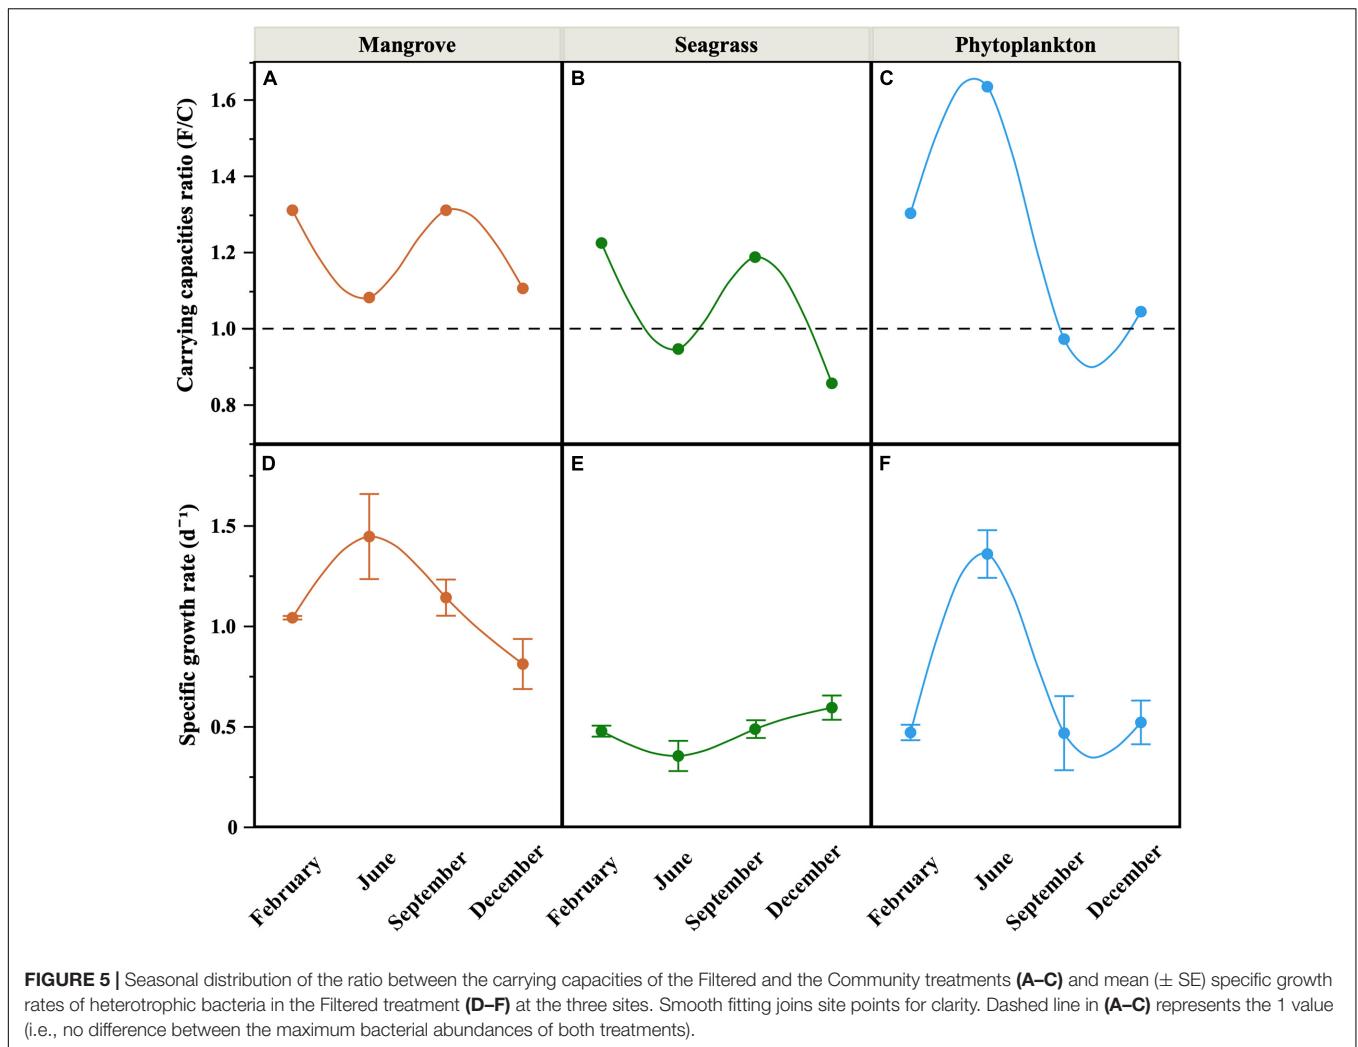 Mangrove
Seagrass
Phytoplankton
A
B
C
Carrying capacities ratio (F/C)
1.6
1.4
1.2
1.0
0.8
D
E
F
Specific growth rate (d⁻¹)
1.5
1.0
0.5
0
February
June
September
December
February
June
September
December
February
June
September
December
FIGURE 5 | Seasonal distribution of the ratio between the carrying capacities of the Filtered and the Community treatments (A–C) and mean (± SE) specific growth
rates of heterotrophic bacteria in the Filtered treatment (D–F) at the three sites. Smooth fitting joins site points for clarity. Dashed line in (A–C) represents the 1 value
(i.e., no difference between the maximum bacterial abundances of both treatments).